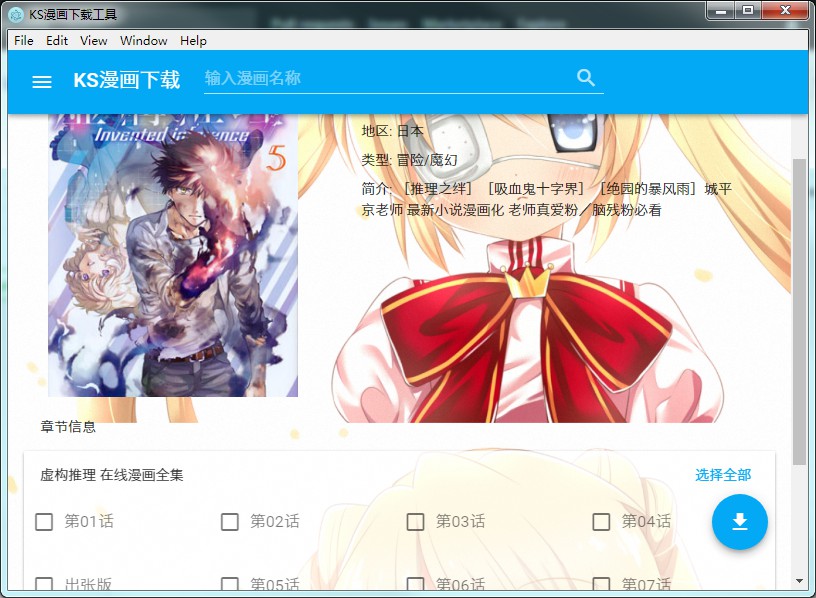 KS漫画下载工具
File Edit View Window Help
KS漫画下载
输入漫画名称
Invented inference
5
地区: 日本
类型: 冒险/魔幻
简介: ［推理之绊］［吸血鬼十字界］［绝园的暴风雨］城平
京老师 最新小说漫画化 老师真爱粉／脑残粉必看
章节信息
虚构推理 在线漫画全集 选择全部
第01话 第02话 第03话 第04话
出张版 第05话 第06话 第07话